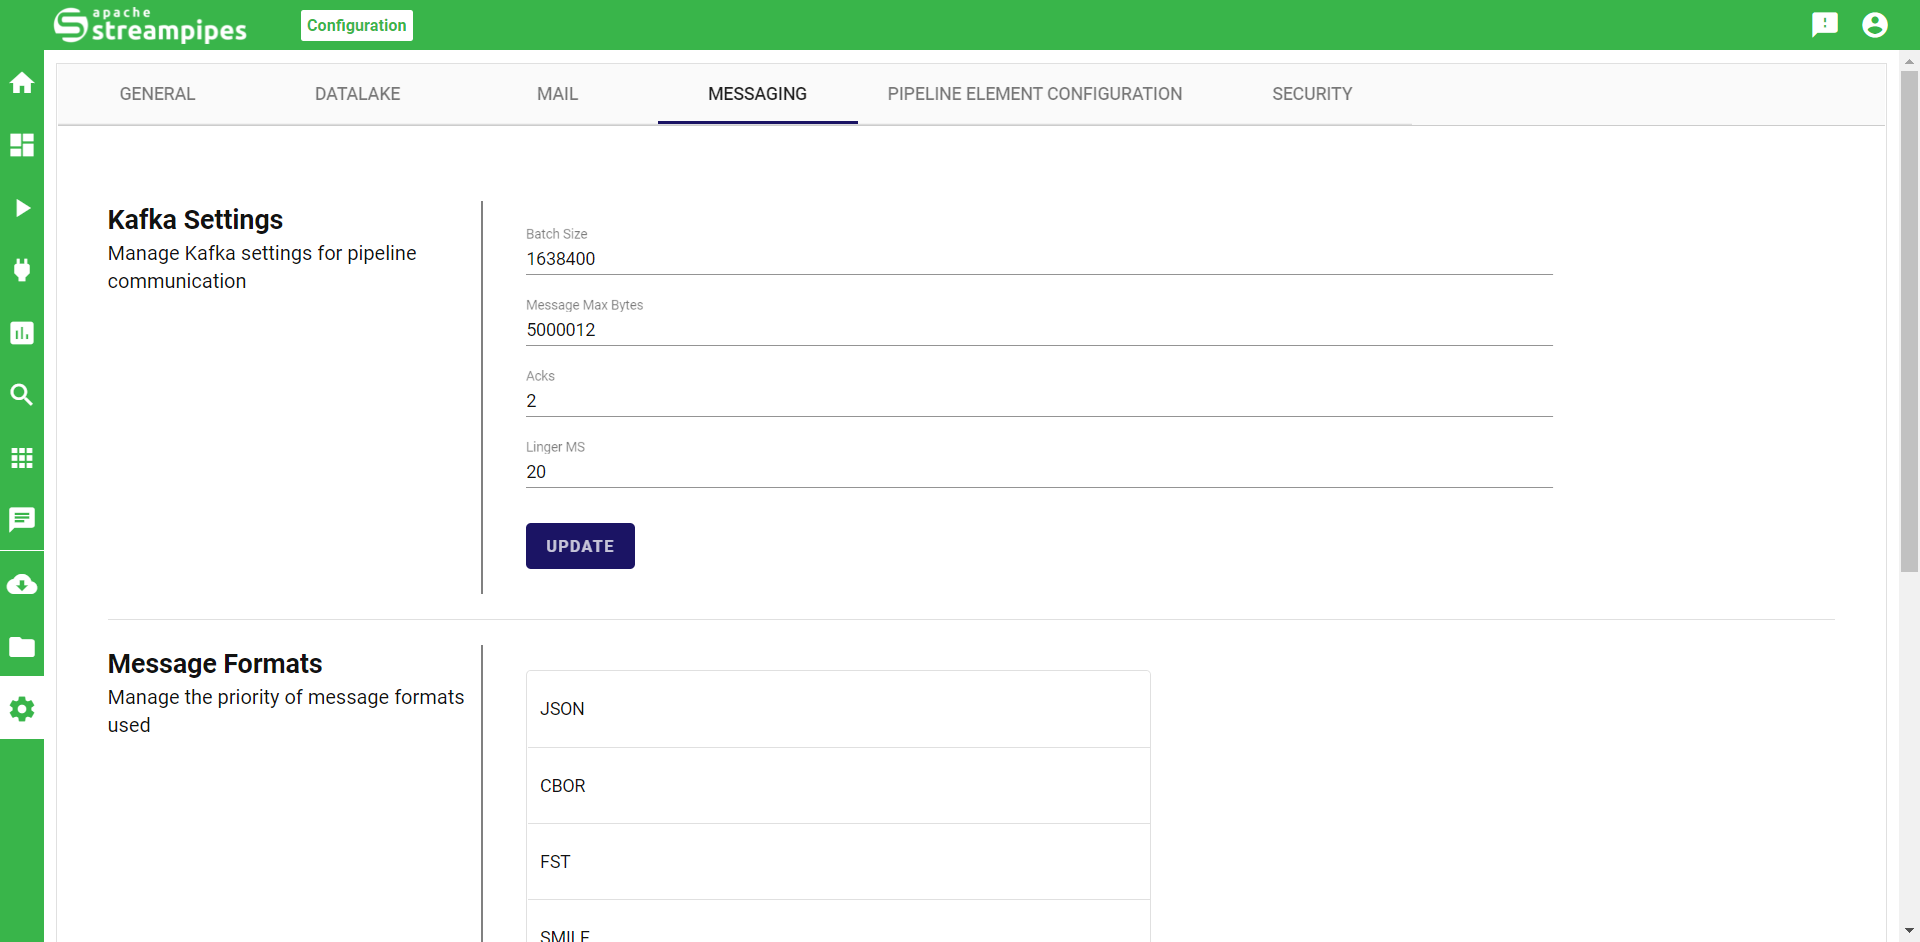 apache
streampipes
Configuration
GENERAL
DATALAKE
MAIL
MESSAGING
PIPELINE ELEMENT CONFIGURATION
SECURITY
Kafka Settings
Manage Kafka settings for pipeline
communication
Batch Size
1638400
Message Max Bytes
5000012
Acks
2
Linger MS
20
UPDATE
Message Formats
Manage the priority of message formats
used
JSON
CBOR
FST
SMILE